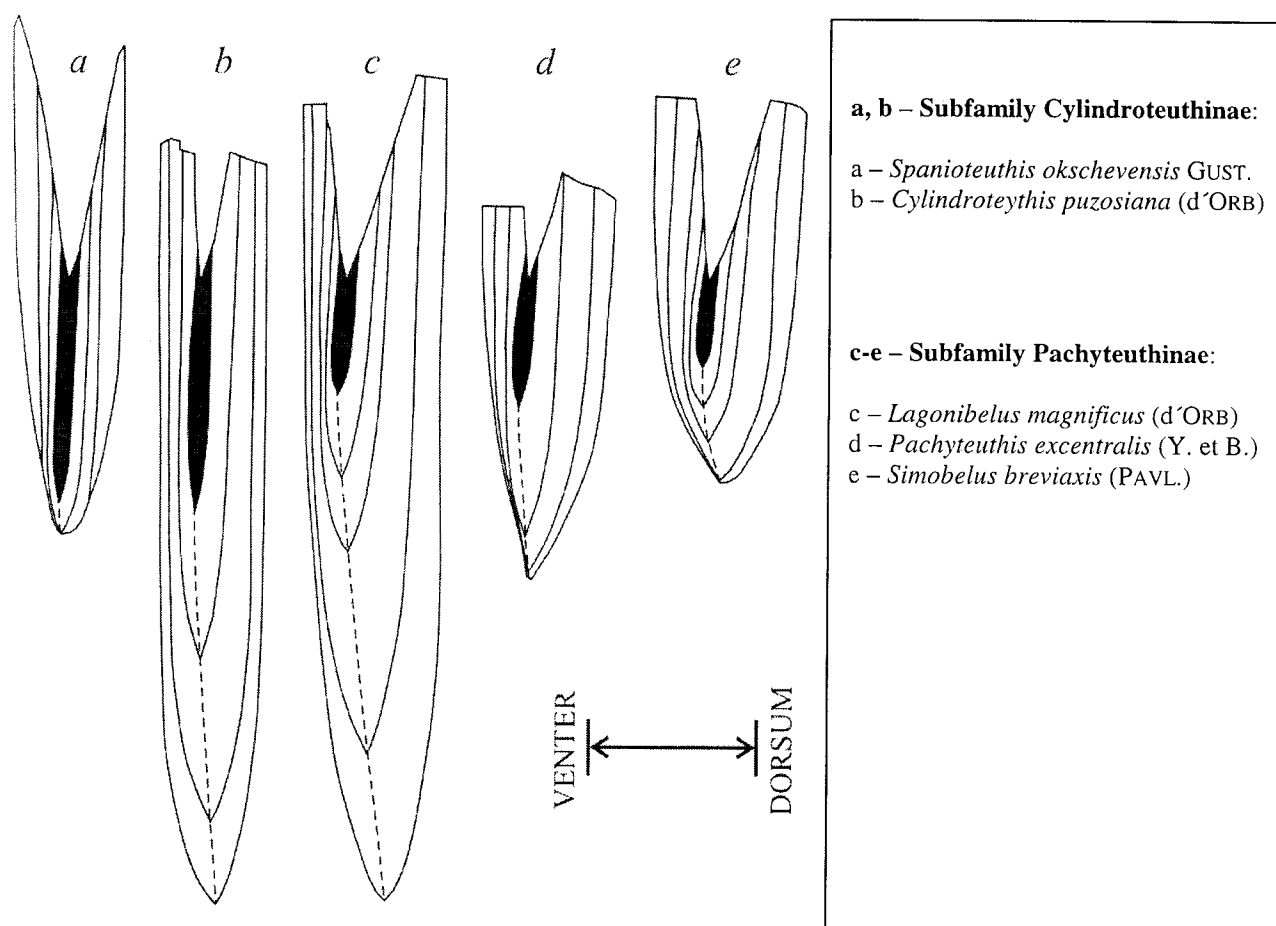 a b c d e
a, b – Subfamily Cylindroteuthinae:
a – Spanioteuthis okschevensis GUST.
b – Cylindroteythis puzosiana (d´ORB)
c-e – Subfamily Pachyteuthinae:
c – Lagonibelus magnificus (d´ORB)
d – Pachyteuthis excentralis (Y. et B.)
e – Simobelus breviaxis (PAVL.)
VENTER
DORSUM